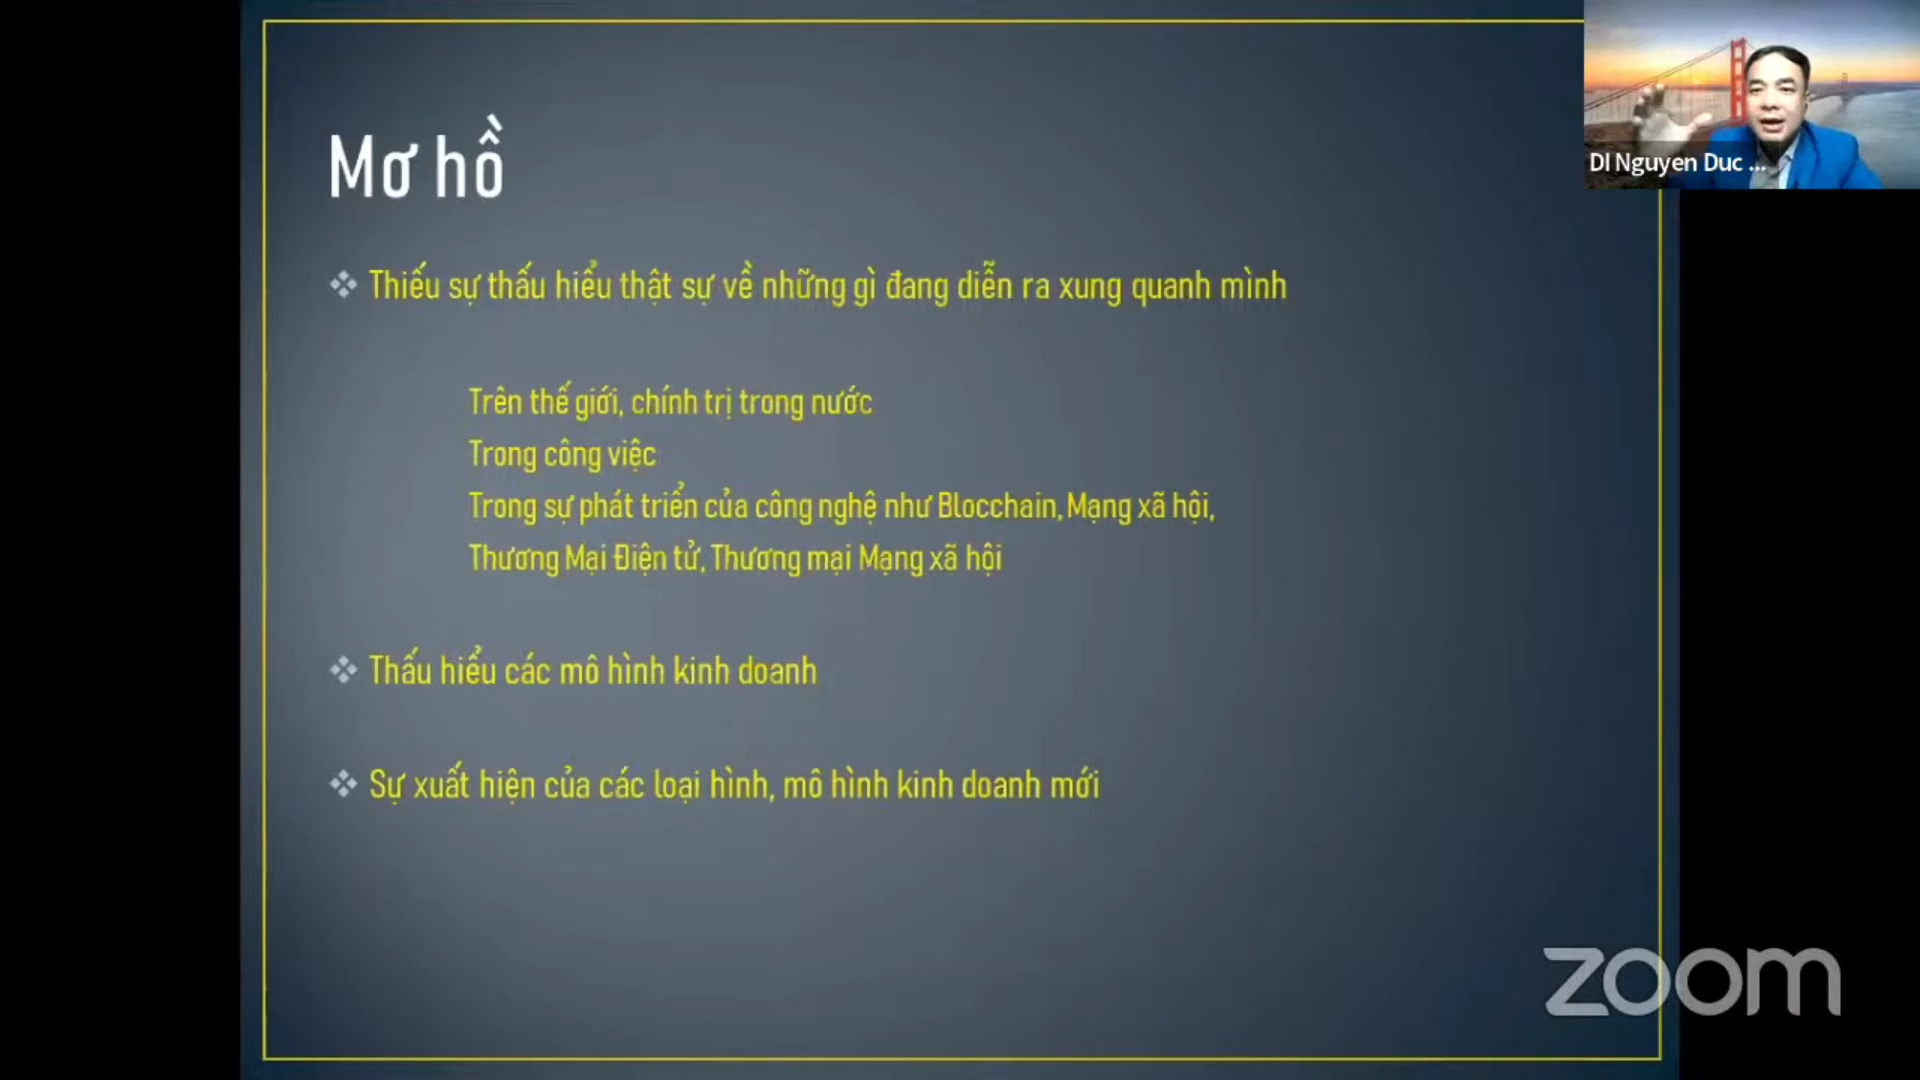 Mơ hồ
Thiếu sự thấu hiểu thật sự về những gì đang diễn ra xung quanh mình
Trên thế giới, chính trị trong nước
Trong công việc
Trong sự phát triển của công nghệ như Blocchain, Mạng xã hội,
Thương Mại Điện tử, Thương mại Mạng xã hội
Thấu hiểu các mô hình kinh doanh
Sự xuất hiện của các loại hình, mô hình kinh doanh mới
DI Nguyen Duc ...
zoom